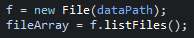 f = new File(dataPath);
fileArray = f.listFiles();